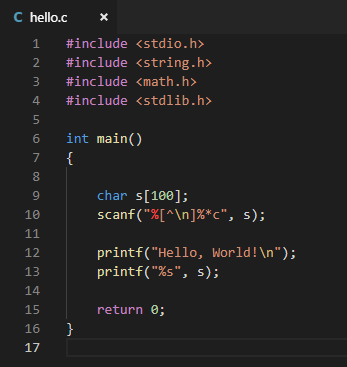 C hello.c ×
1 #include <stdio.h>
2 #include <string.h>
3 #include <math.h>
4 #include <stdlib.h>
5
6 int main()
7 {
8
9     char s[100];
10     scanf("%[^\n]%*c", s);
11
12     printf("Hello, World!\n");
13     printf("%s", s);
14
15     return 0;
16 }
17